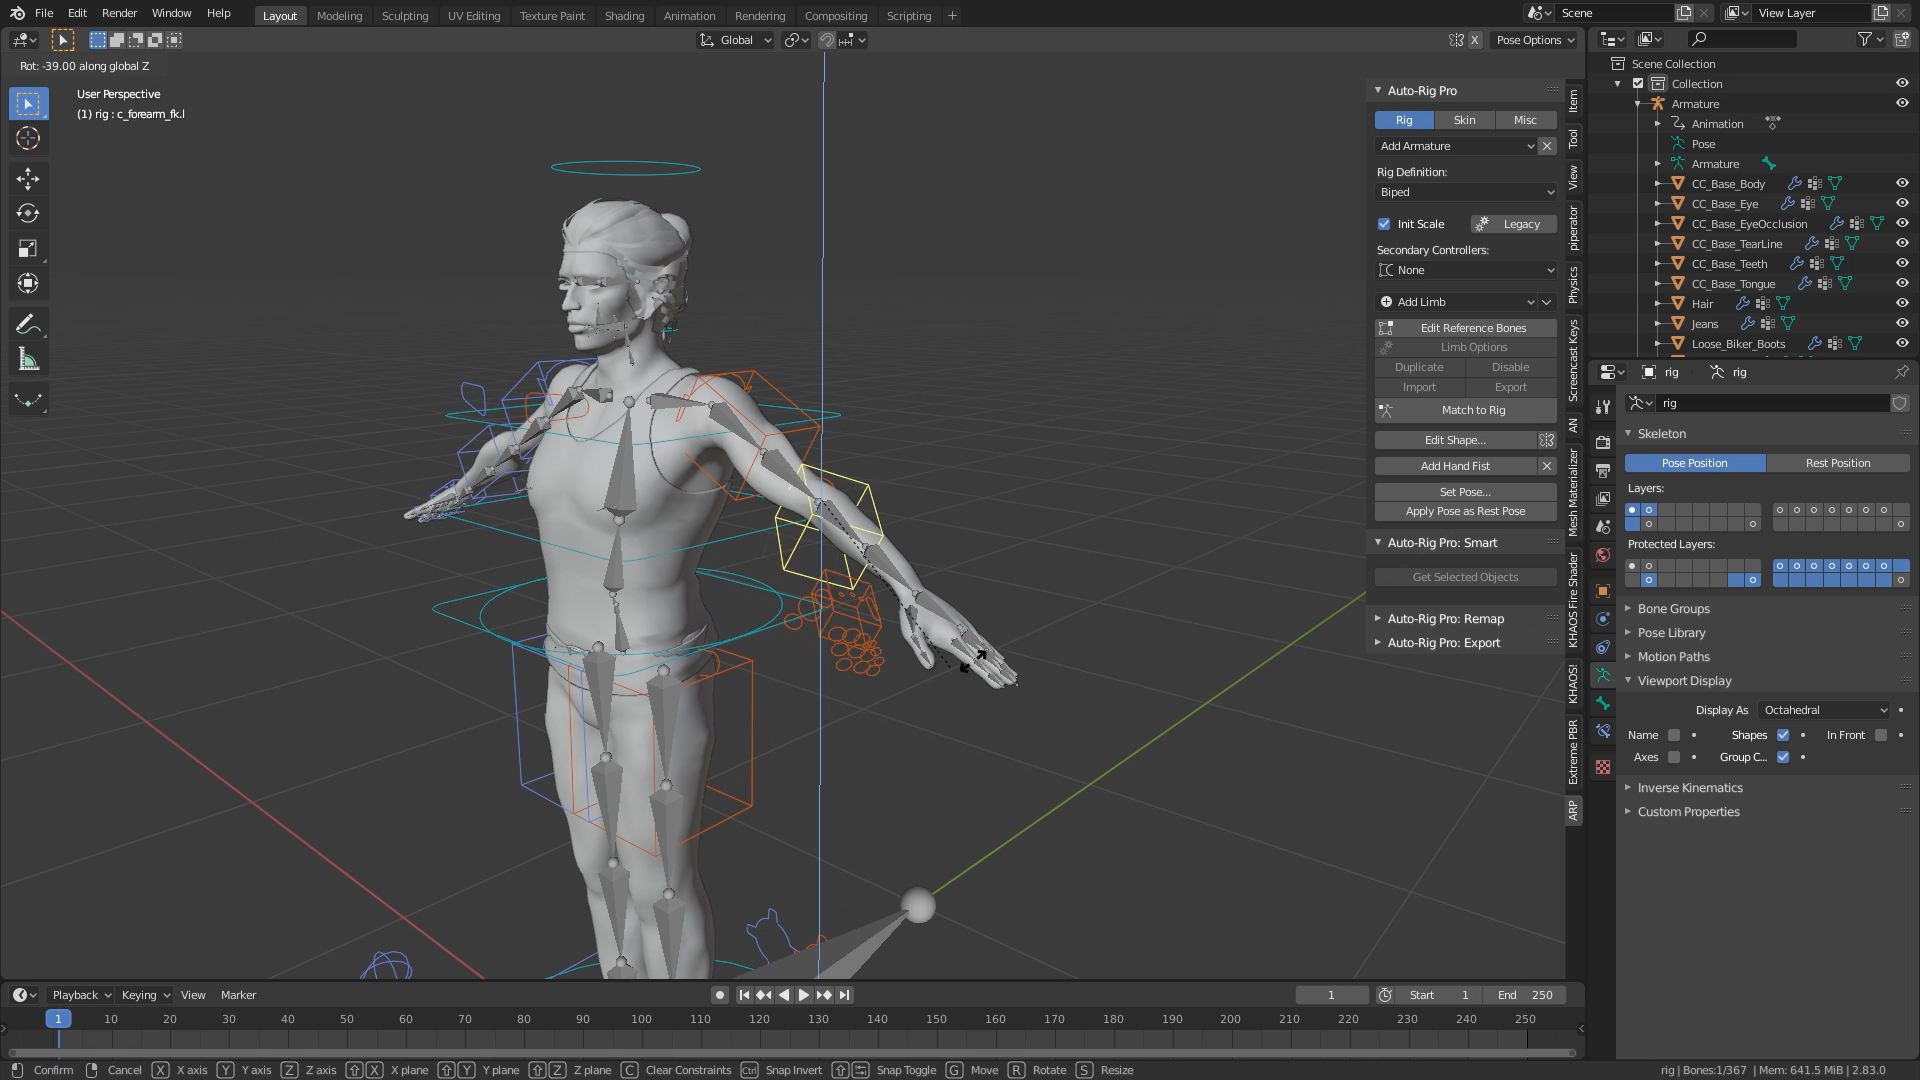 File Edit Render Window Help Layout Modeling Sculpting UV Editing Texture Paint Shading Animation Rendering Compositing Scripting + Scene View Layer
Global X Pose Options
Rot: -39.00 along global Z
User Perspective
(1) rig : c_forearm_fk.l
Auto-Rig Pro
Rig Skin Misc
Add Armature
Rig Definition:
Biped
Init Scale Legacy
Secondary Controllers:
None
Add Limb
Edit Reference Bones
Limb Options
Duplicate Disable
Import Export
Match to Rig
Edit Shape...
Add Hand Fist
Set Pose...
Apply Pose as Rest Pose
Auto-Rig Pro: Smart
Get Selected Objects
Auto-Rig Pro: Remap
Auto-Rig Pro: Export
Item
Tool
View
piperator
Physics
Screencast Keys
AN
Mesh Materializer
KHAOS Fire Shader
KHAOS!
Extreme PBR
ARP
Scene Collection
Collection
Armature
Animation
Pose
Armature
CC_Base_Body
CC_Base_Eye
CC_Base_EyeOcclusion
CC_Base_TearLine
CC_Base_Teeth
CC_Base_Tongue
Hair
Jeans
Loose_Biker_Boots
rig rig
rig
Skeleton
Pose Position Rest Position
Layers:
Protected Layers:
Bone Groups
Pose Library
Motion Paths
Viewport Display
Display As Octahedral
Name Shapes In Front
Axes Group C...
Inverse Kinematics
Custom Properties
Playback Keying View Marker 1 Start 1 End 250
1 10 20 30 40 50 60 70 80 90 100 110 120 130 140 150 160 170 180 190 200 210 220 230 240 250
Confirm Cancel X X axis Y Y axis Z Z axis X X plane Y Y plane Z Z plane C Clear Constraints Ctrl Snap Invert Snap Toggle G Move R Rotate S Resize rig | Bones:1/367 | Mem: 641.5 MiB | 2.83.0